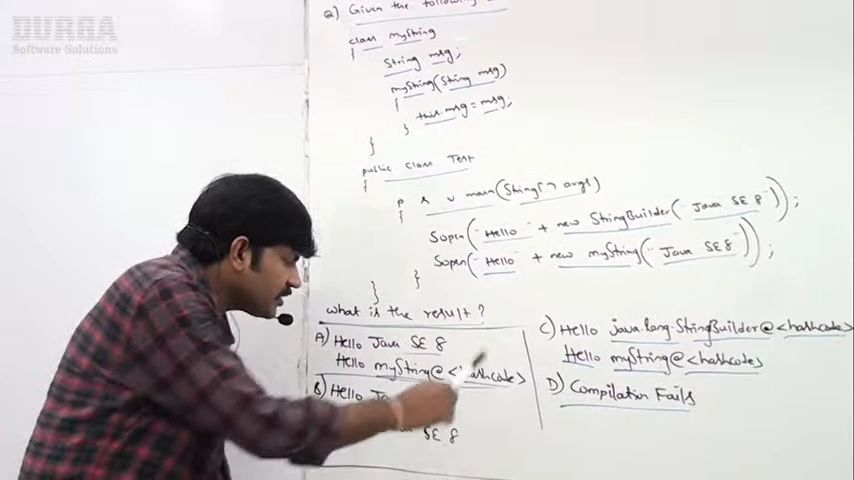 DURGA
Software Solutions
Q) Given the following
class myString
{
String msg;
myString(String msg)
{
this.msg = msg;
}
}
public class Test
{
p s v main(String[] args)
{
Sopln("Hello" + new StringBuilder("Java SE 8"));
Sopln("Hello" + new myString("Java SE8"));
}
}
what is the result?
A) Hello Java SE 8
Hello myString@<hashcode>
B) Hello
SE 8
C) Hello java.lang.StringBuilder@<hashcode>
Hello myString@<hashcode>
D) Compilation Fails